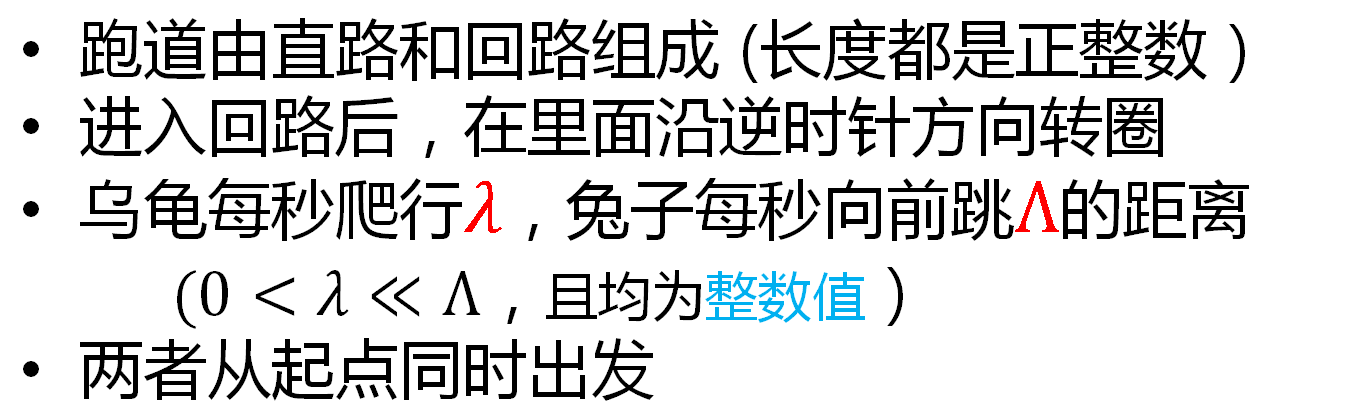 • 跑道由直路和回路组成 (长度都是正整数 )
• 进入回路后，在里面沿逆时针方向转圈
• 乌龟每秒爬行λ，兔子每秒向前跳Λ的距离
(0 < λ ≪ Λ，且均为整数值 )
• 两者从起点同时出发